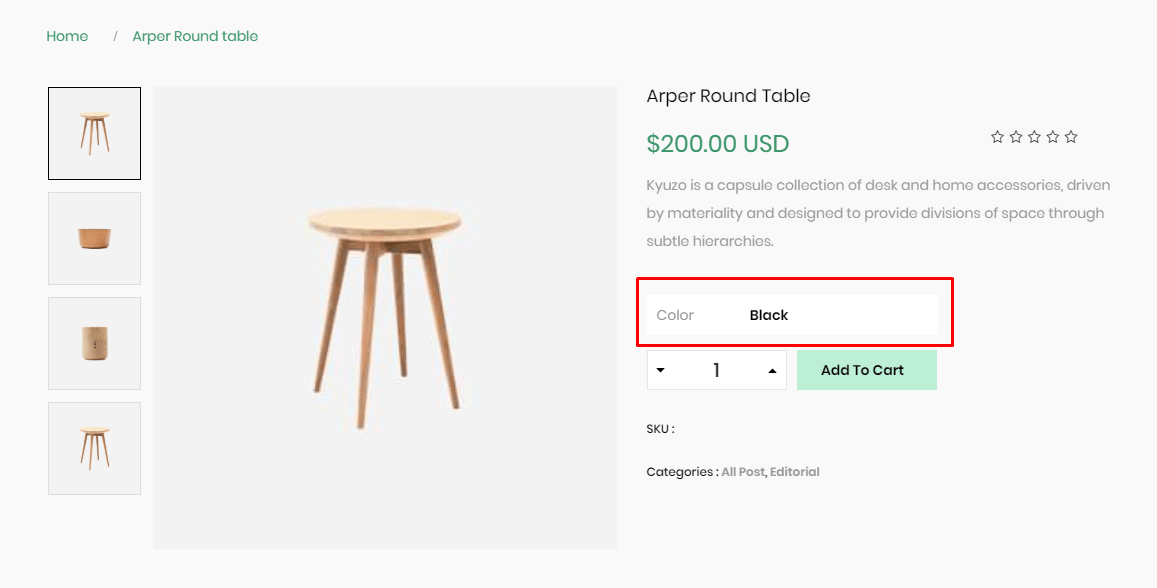 Home / Arper Round table
Arper Round Table
$200.00 USD
Kyuzo is a capsule collection of desk and home accessories, driven
by materiality and designed to provide divisions of space through
subtle hierarchies.
Color Black
1 Add To Cart
SKU :
Categories : All Post, Editorial